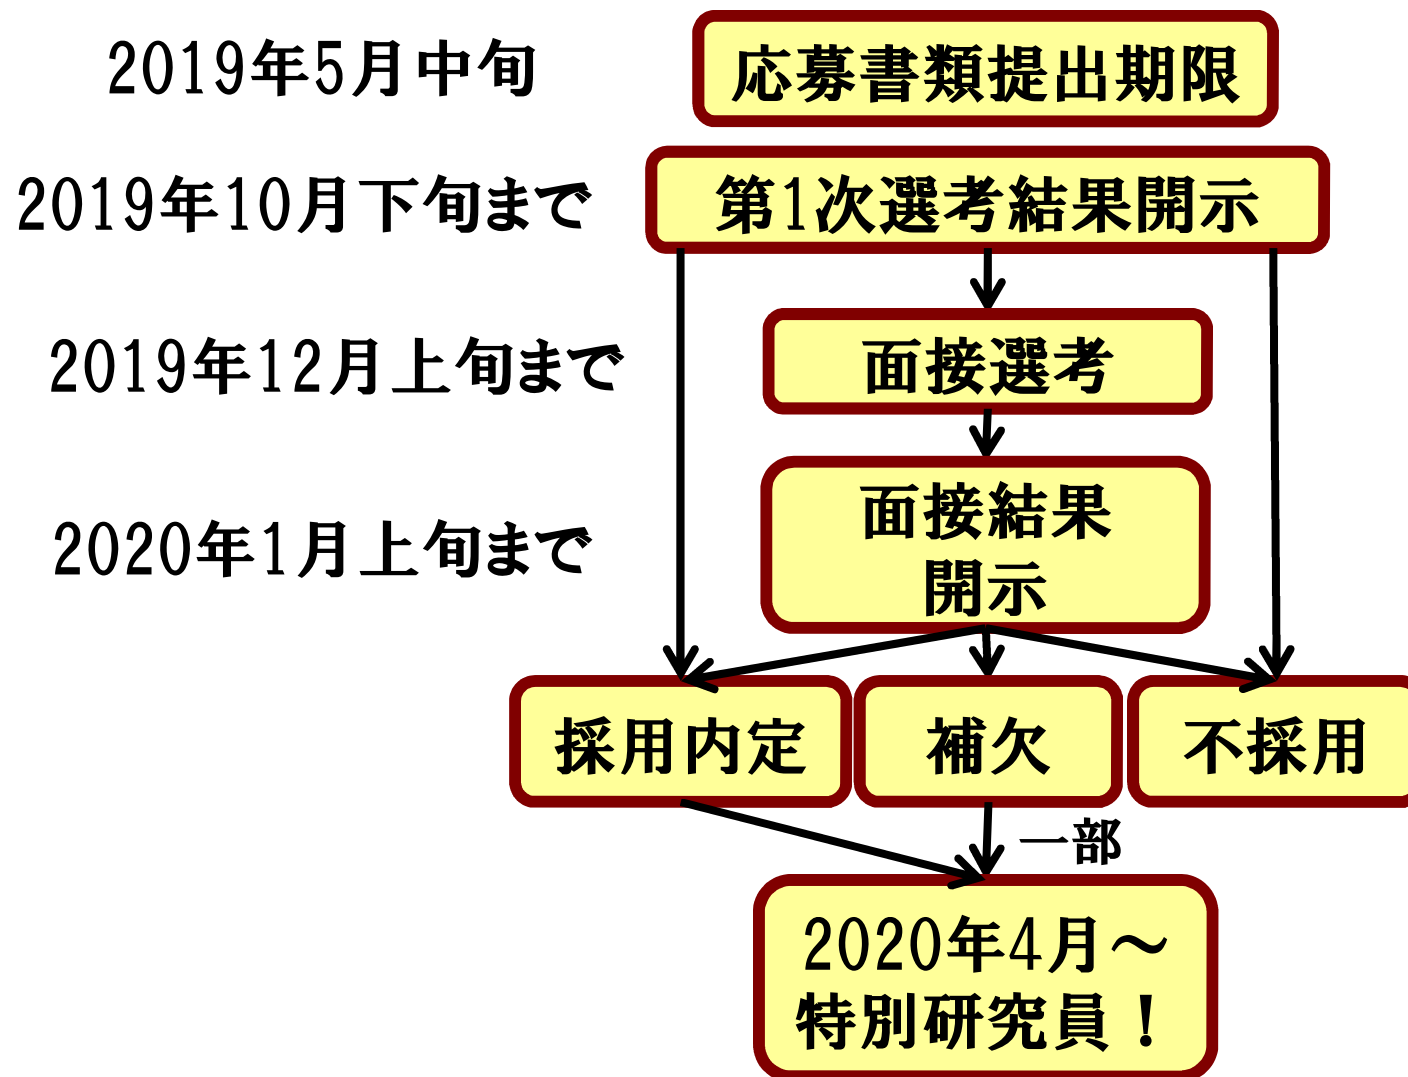 2019年5月中旬
応募書類提出期限
2019年10月下旬まで
第1次選考結果開示
2019年12月上旬まで
面接選考
2020年1月上旬まで
面接結果
開示
採用内定
補欠
不採用
一部
2020年4月～
特別研究員！